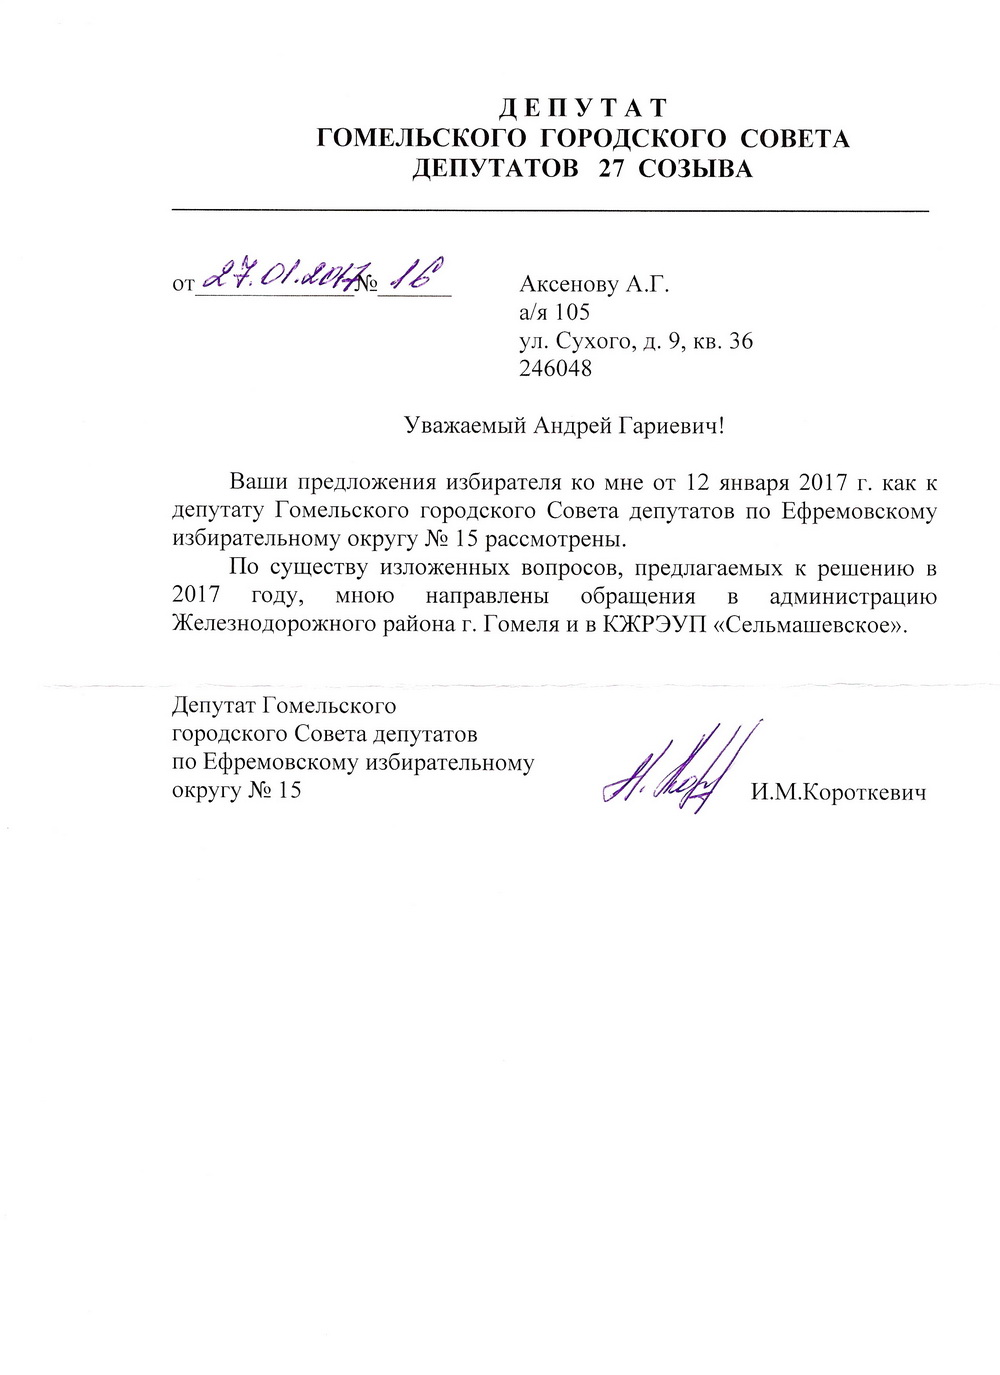 ДЕПУТАТ
ГОМЕЛЬСКОГО ГОРОДСКОГО СОВЕТА
ДЕПУТАТОВ 27 СОЗЫВА
от 27.01.2017 № 16
Аксенову А.Г.
а/я 105
ул. Сухого, д. 9, кв. 36
246048
Уважаемый Андрей Гариевич!
Ваши предложения избирателя ко мне от 12 января 2017 г. как к
депутату Гомельского городского Совета депутатов по Ефремовскому
избирательному округу № 15 рассмотрены.
По существу изложенных вопросов, предлагаемых к решению в
2017 году, мною направлены обращения в администрацию
Железнодорожного района г. Гомеля и в КЖРЭУП «Сельмашевское».
Депутат Гомельского
городского Совета депутатов
по Ефремовскому избирательному
округу № 15
И.М.Короткевич